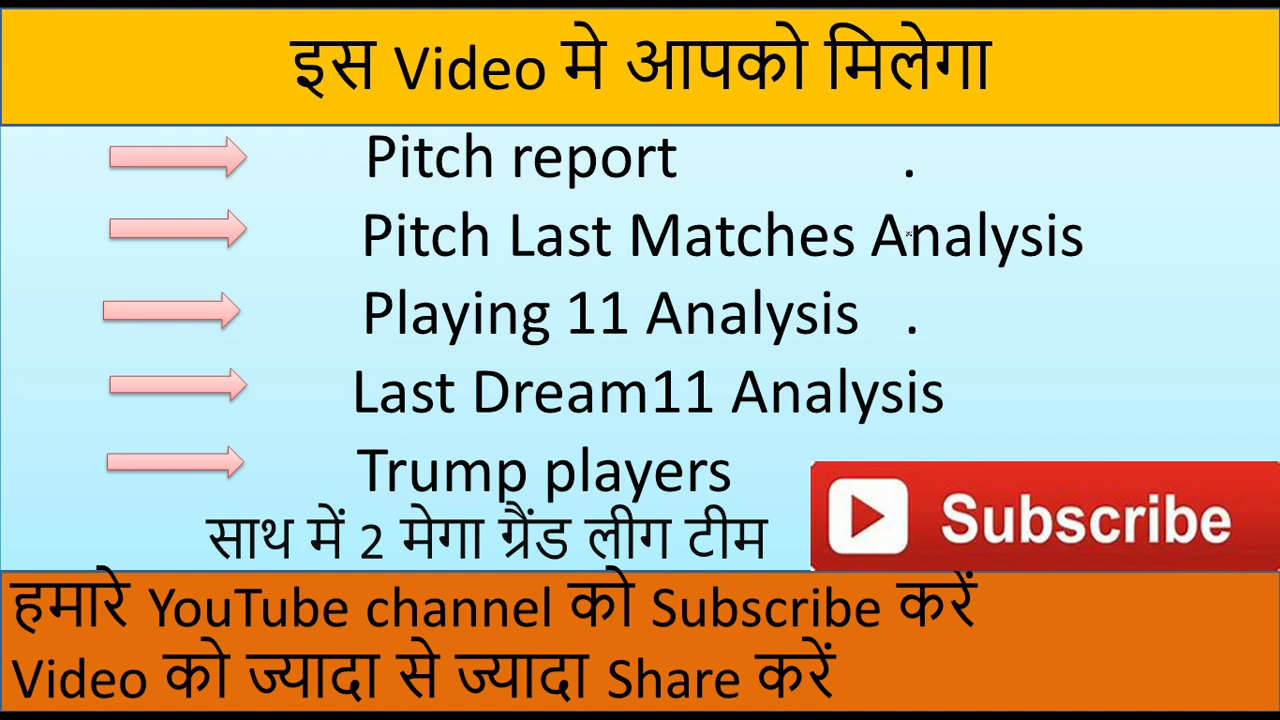 इस Video मे आपको मिलेगा
Pitch report .
Pitch Last Matches Analysis
Playing 11 Analysis .
Last Dream11 Analysis
Trump players
साथ में 2 मेगा ग्रैंड लीग टीम
Subscribe
हमारे YouTube channel को Subscribe करें
Video को ज्यादा से ज्यादा Share करें